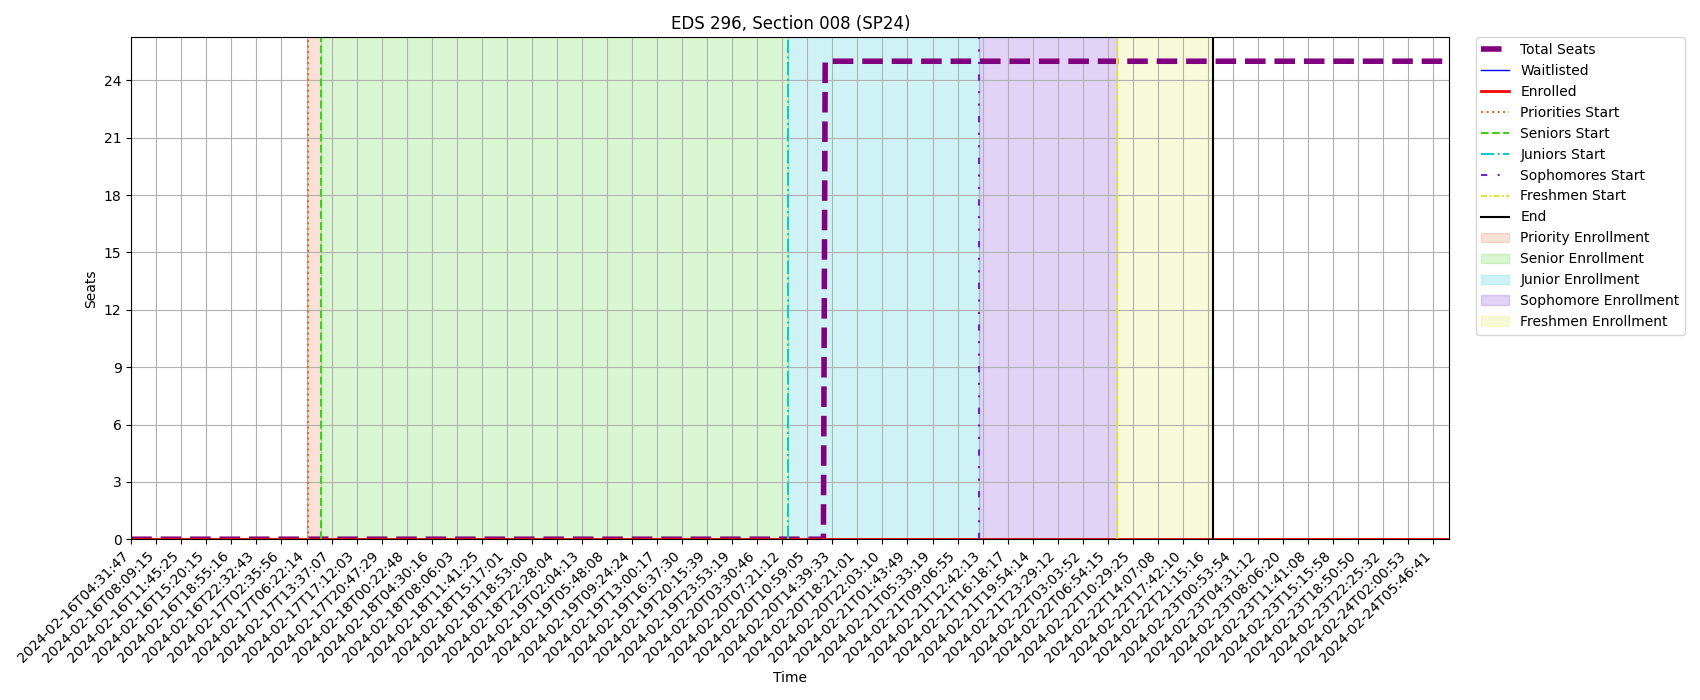 EDS 296, Section 008 (SP24)
Seats
24
21
18
15
12
9
6
3
0
2024-02-16T04:31:47
2024-02-16T08:09:15
2024-02-16T11:45:25
2024-02-16T15:20:15
2024-02-16T18:55:16
2024-02-16T22:32:43
2024-02-17T02:35:56
2024-02-17T06:22:14
2024-02-17T13:37:07
2024-02-17T17:12:03
2024-02-17T20:47:29
2024-02-18T00:22:48
2024-02-18T04:30:16
2024-02-18T08:06:03
2024-02-18T11:41:25
2024-02-18T15:17:01
2024-02-18T18:53:00
2024-02-18T22:28:04
2024-02-19T02:04:13
2024-02-19T05:48:08
2024-02-19T09:24:24
2024-02-19T13:00:17
2024-02-19T16:37:30
2024-02-19T20:15:39
2024-02-19T23:53:19
2024-02-20T03:30:46
2024-02-20T07:21:12
2024-02-20T10:59:05
2024-02-20T14:39:33
2024-02-20T18:21:01
2024-02-20T22:03:10
2024-02-21T01:43:49
2024-02-21T05:33:19
2024-02-21T09:06:55
2024-02-21T12:42:13
2024-02-21T16:18:17
2024-02-21T19:54:14
2024-02-21T23:29:12
2024-02-22T03:03:52
2024-02-22T06:54:15
2024-02-22T10:29:25
2024-02-22T14:07:08
2024-02-22T17:42:10
2024-02-22T21:15:16
2024-02-23T00:53:54
2024-02-23T04:31:12
2024-02-23T08:06:20
2024-02-23T11:41:08
2024-02-23T15:15:58
2024-02-23T18:50:50
2024-02-23T22:25:32
2024-02-24T02:00:53
2024-02-24T05:46:41
Time
Total Seats
Waitlisted
Enrolled
Priorities Start
Seniors Start
Juniors Start
Sophomores Start
Freshmen Start
End
Priority Enrollment
Senior Enrollment
Junior Enrollment
Sophomore Enrollment
Freshmen Enrollment